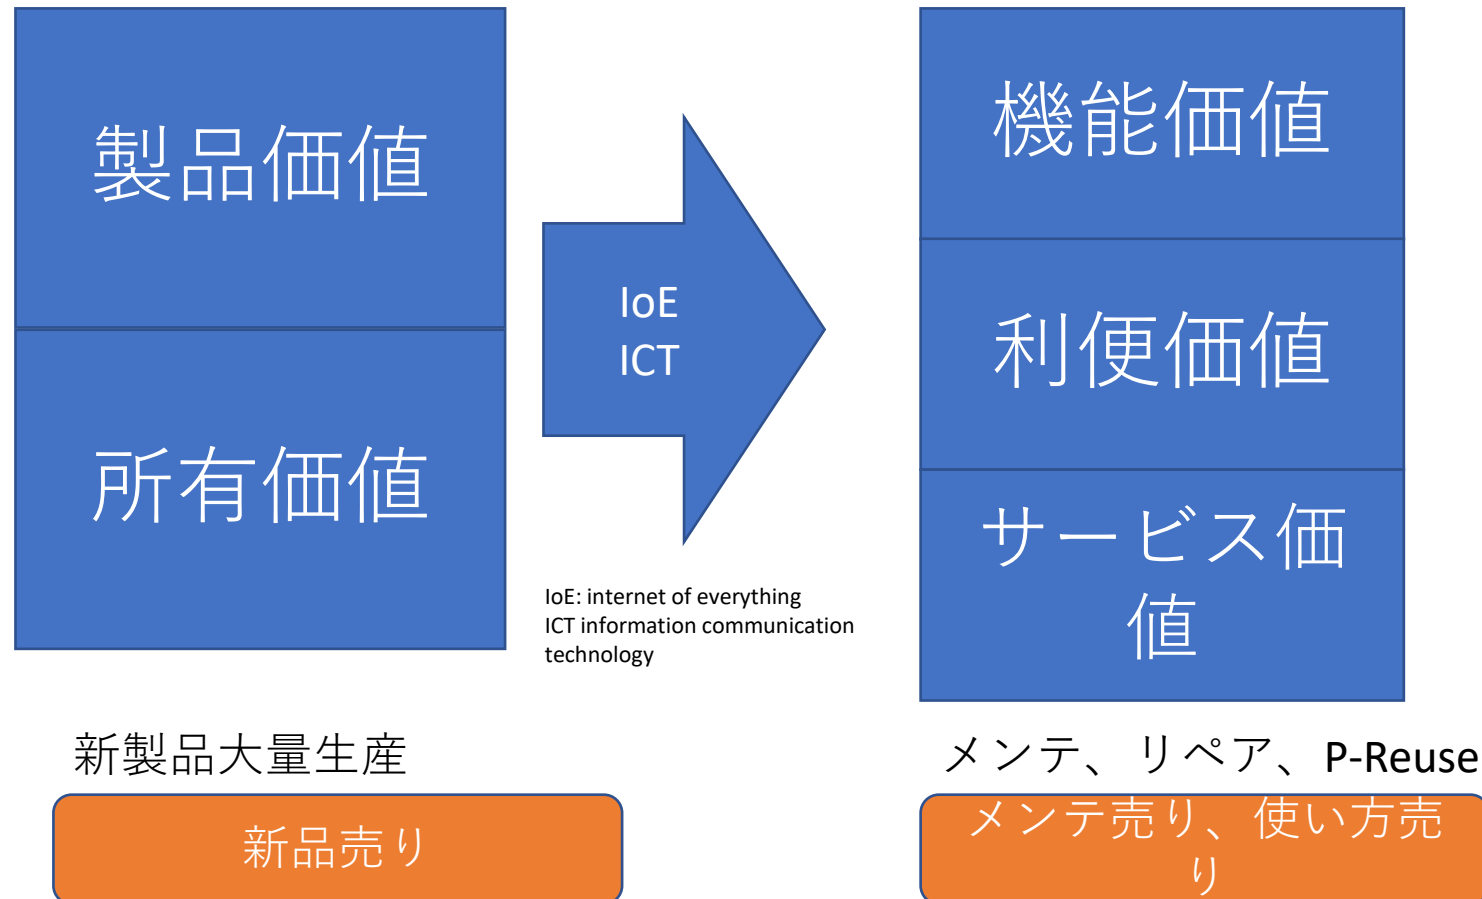 製品価値
所有価値
IoE
ICT
IoE: internet of everything
ICT information communication
technology
機能価値
利便価値
サービス価
値
新製品大量生産
新品売り
メンテ、リペア、P-Reuse
メンテ売り、使い方売
り